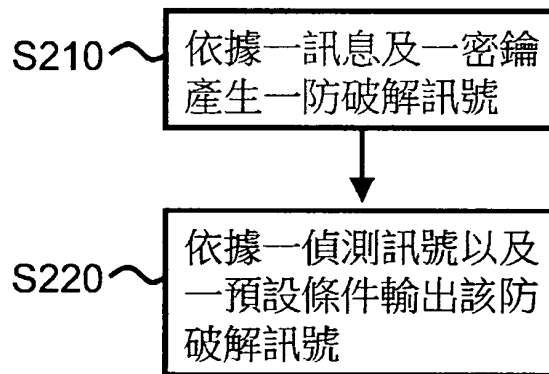 S210
依據一訊息及一密鑰
產生一防破解訊號
S220
依據一偵測訊號以及
一預設條件輸出該防
破解訊號